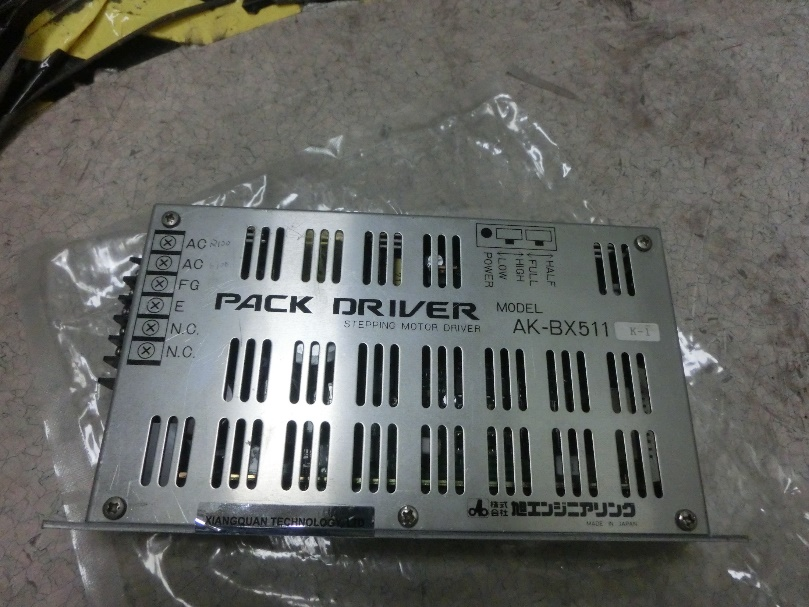 AC
AC
FG
E
N.C.
N.C.
PACK DRIVER
STEPPING MOTOR DRIVER
POWER
↓LOW
↑HIGH
↓FULL
↑HALF
MODEL
AK-BX511
K-1
XIANGQUAN TECHNOLOGY LTD
株式会社 旭エンジニアリング
MADE IN JAPAN